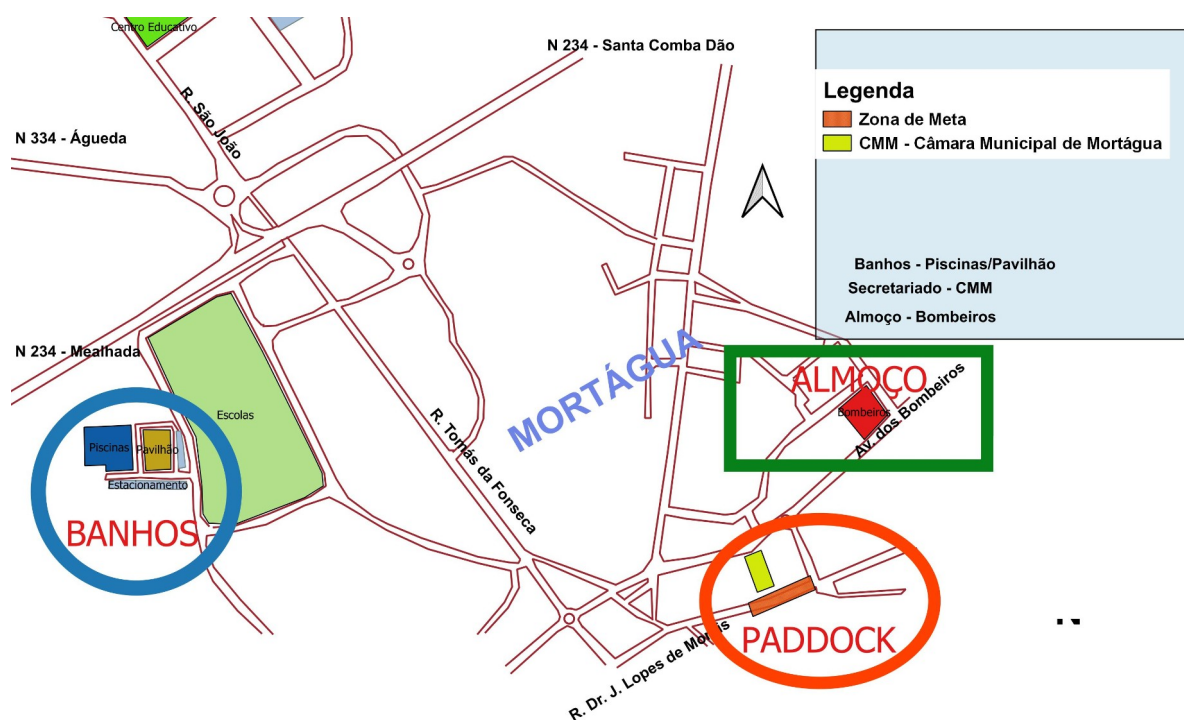 Centro Educativo
N 234 - Santa Comba Dão
R. São João
N 334 - Águeda
Legenda
Zona de Meta
CMM - Câmara Municipal de Mortágua
Banhos - Piscinas/Pavilhão
Secretariado - CMM
Almoço - Bombeiros
N 234 - Mealhada
MORTÁGUA
ALMOÇO
Bombeiros
Av. dos Bombeiros
Escolas
R. Tomás da Fonseca
Piscinas
Pavilhão
Estacionamento
BANHOS
PADDOCK
R. Dr. J. Lopes de Morais